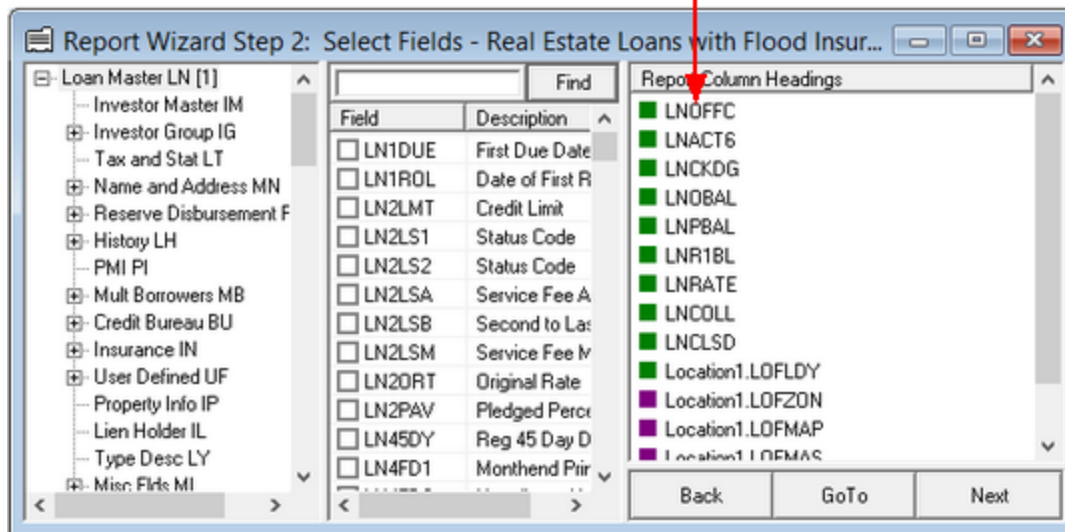 Report Wizard Step 2: Select Fields - Real Estate Loans with Flood Insur...
Loan Master LN [1]
Investor Master IM
Investor Group IG
Tax and Stat LT
Name and Address MN
Reserve Disbursement F
History LH
PMI PI
Mult Borrowers MB
Credit Bureau BU
Insurance IN
User Defined UF
Property Info IP
Lien Holder IL
Type Desc LY
Misc Flds MI
Find
Field Description
LN1DUE First Due Date
LN1ROL Date of First R
LN2LMT Credit Limit
LN2LS1 Status Code
LN2LS2 Status Code
LN2LSA Service Fee A
LN2LSB Second to Las
LN2LSM Service Fee M
LN2ORT Original Rate
LN2PAV Pledged Perce
LN45DY Reg 45 Day D
LN4FD1 Monthend Prin
Report Column Headings
LNOFFC
LNACT6
LNCKDG
LNOBAL
LNPBAL
LNR1BL
LNRATE
LNCOLL
LNCLSD
Location1.LOFLDY
Location1.LOFZON
Location1.LOFMAP
Location1.LOFMAS
Back GoTo Next